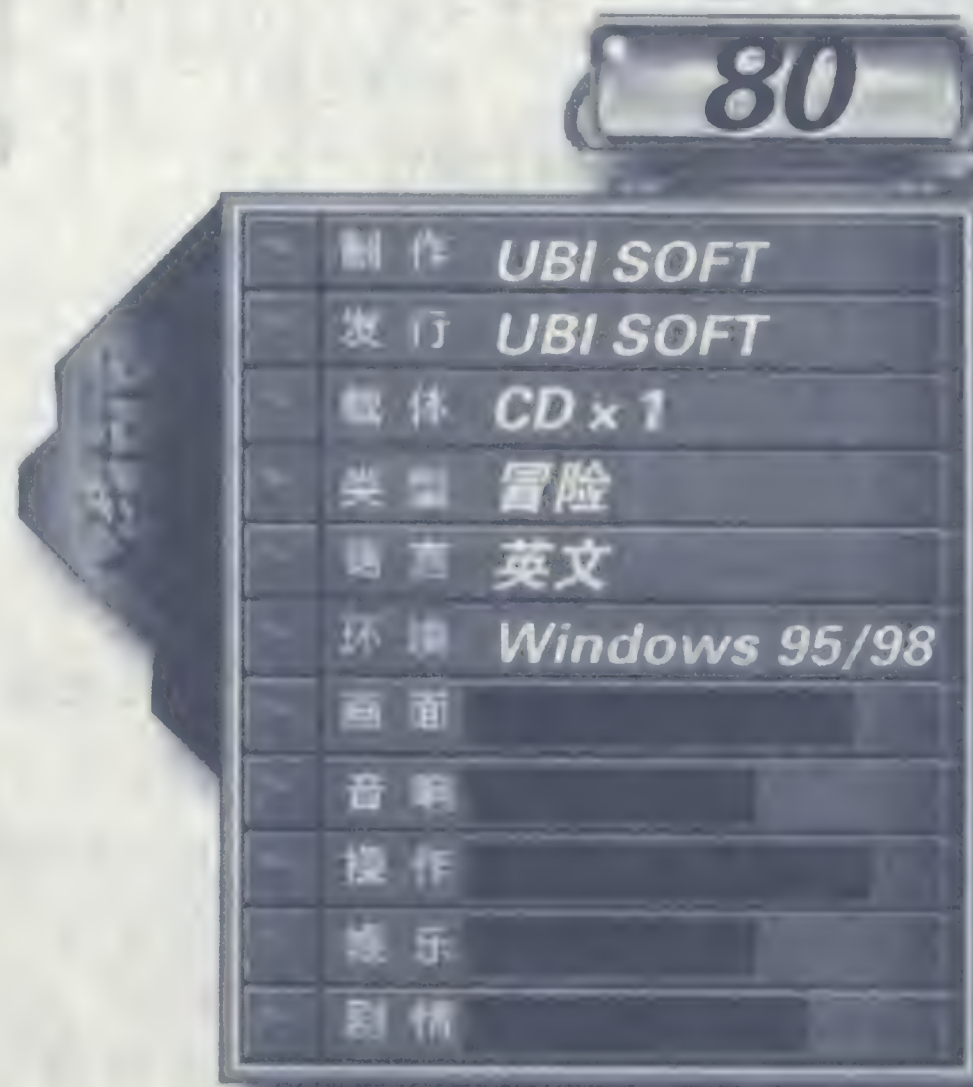 80
制作 UBI SOFT
发行 UBI SOFT
载体 CD × 1
类型 冒险
语言 英文
环境 Windows 95/98
画面
音响
操作
娱乐
剧情